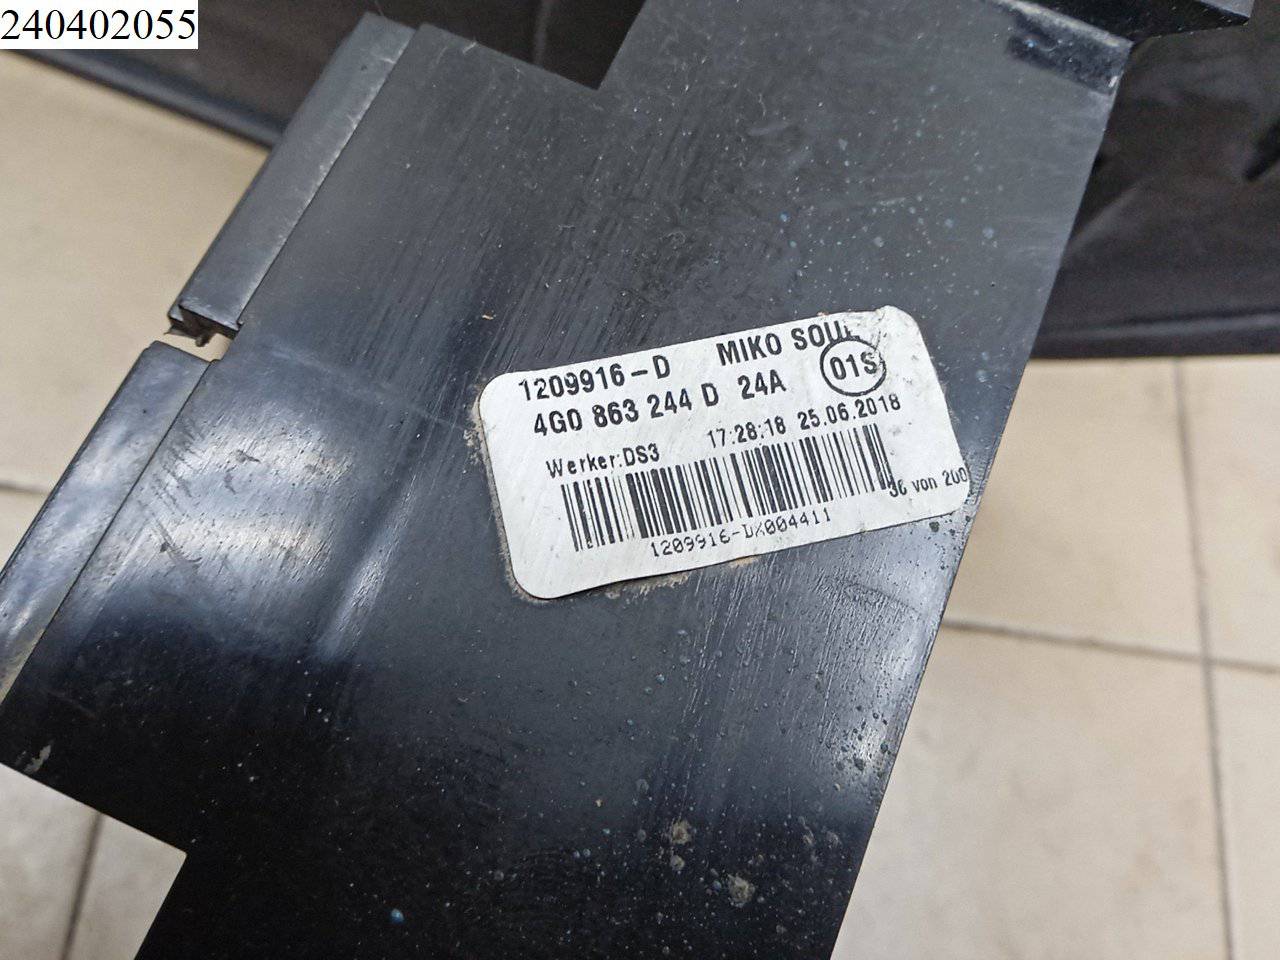 240402055
1209916-D MIKO SOUL
4G0 863 244 D 24A 01S
Werker:DS3 17:28:18 25.06.2018
36 von 200
1209916-DX004411